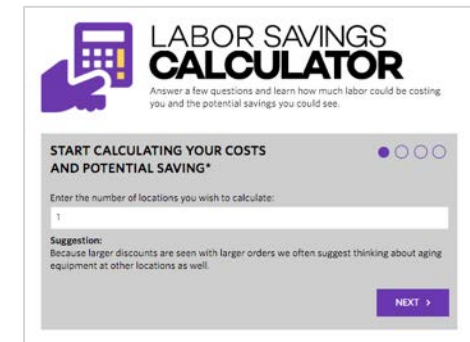 LABOR SAVINGS
CALCULATOR
Answer a few questions and learn how much labor could be costing
you and the potential savings you could see.
START CALCULATING YOUR COSTS
AND POTENTIAL SAVING*
Enter the number of locations you wish to calculate:
1
Suggestion:
Because larger discounts are seen with larger orders we often suggest thinking about aging
equipment at other locations as well.
NEXT >